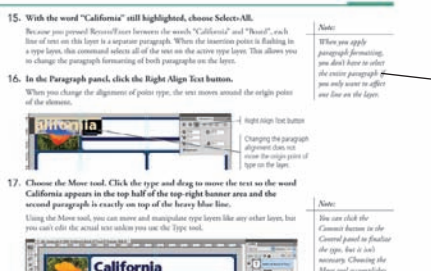 15. With the word "California" still highlighted, choose Select>All.
Because you pressed Return/Enter between the words "California" and "Board", each
line of text on this layer is a separate paragraph. When the insertion point is flashing in
a type layer, this command selects all of the text on the active type layer. This allows you
to change the paragraph formatting of both paragraphs on the layer.
Note:
When you apply
paragraph formatting,
you don't have to select
the entire paragraph if
you only want to affect
one line on the layer.
16. In the Paragraph panel, click the Right Align Text button.
When you change the alignment of point type, the text moves around the origin point
of the element.
alifornia
Right Align Text button
Changing the paragraph
alignment does not
move the origin point of
type on the layer.
17. Choose the Move tool. Click the type and drag to move the text so the word
California appears in the top half of the top-right banner area and the
second paragraph is exactly on top of the heavy blue line.
Using the Move tool, you can move and manipulate type layers like any other layer, but
you can't edit the actual text unless you use the Type tool.
Note:
You can click the
Commit button in the
Control panel to finalize
the type, but it isn't
necessary. Choosing the
California